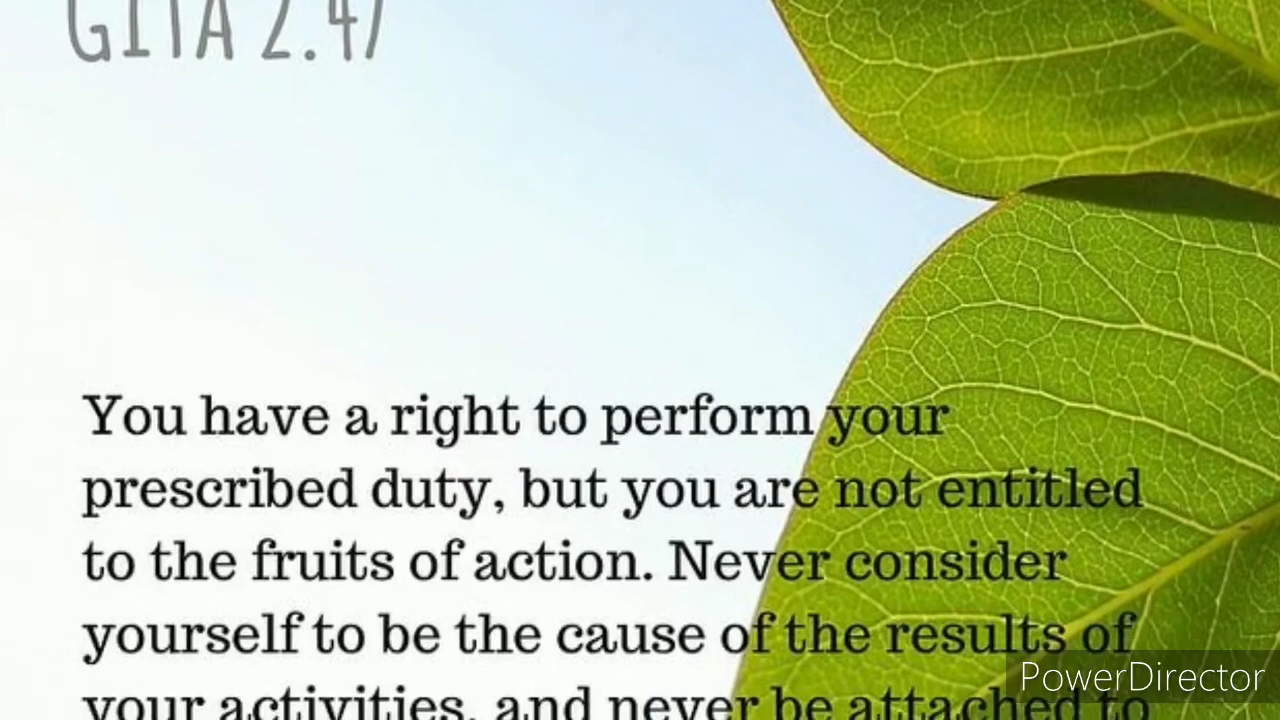 GITA 2.47
You have a right to perform your
prescribed duty, but you are not entitled
to the fruits of action. Never consider
yourself to be the cause of the results of
your activities, and never be attached to
PowerDirector